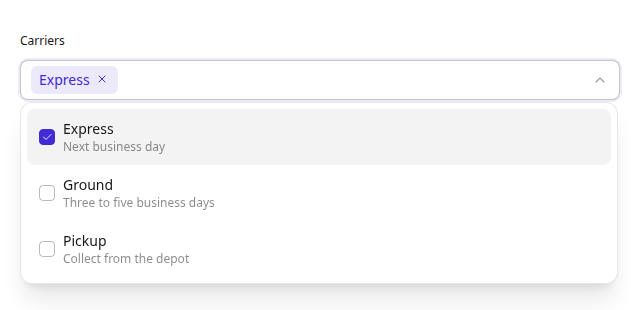 Carriers
Express
Express
Next business day
Ground
Three to five business days
Pickup
Collect from the depot